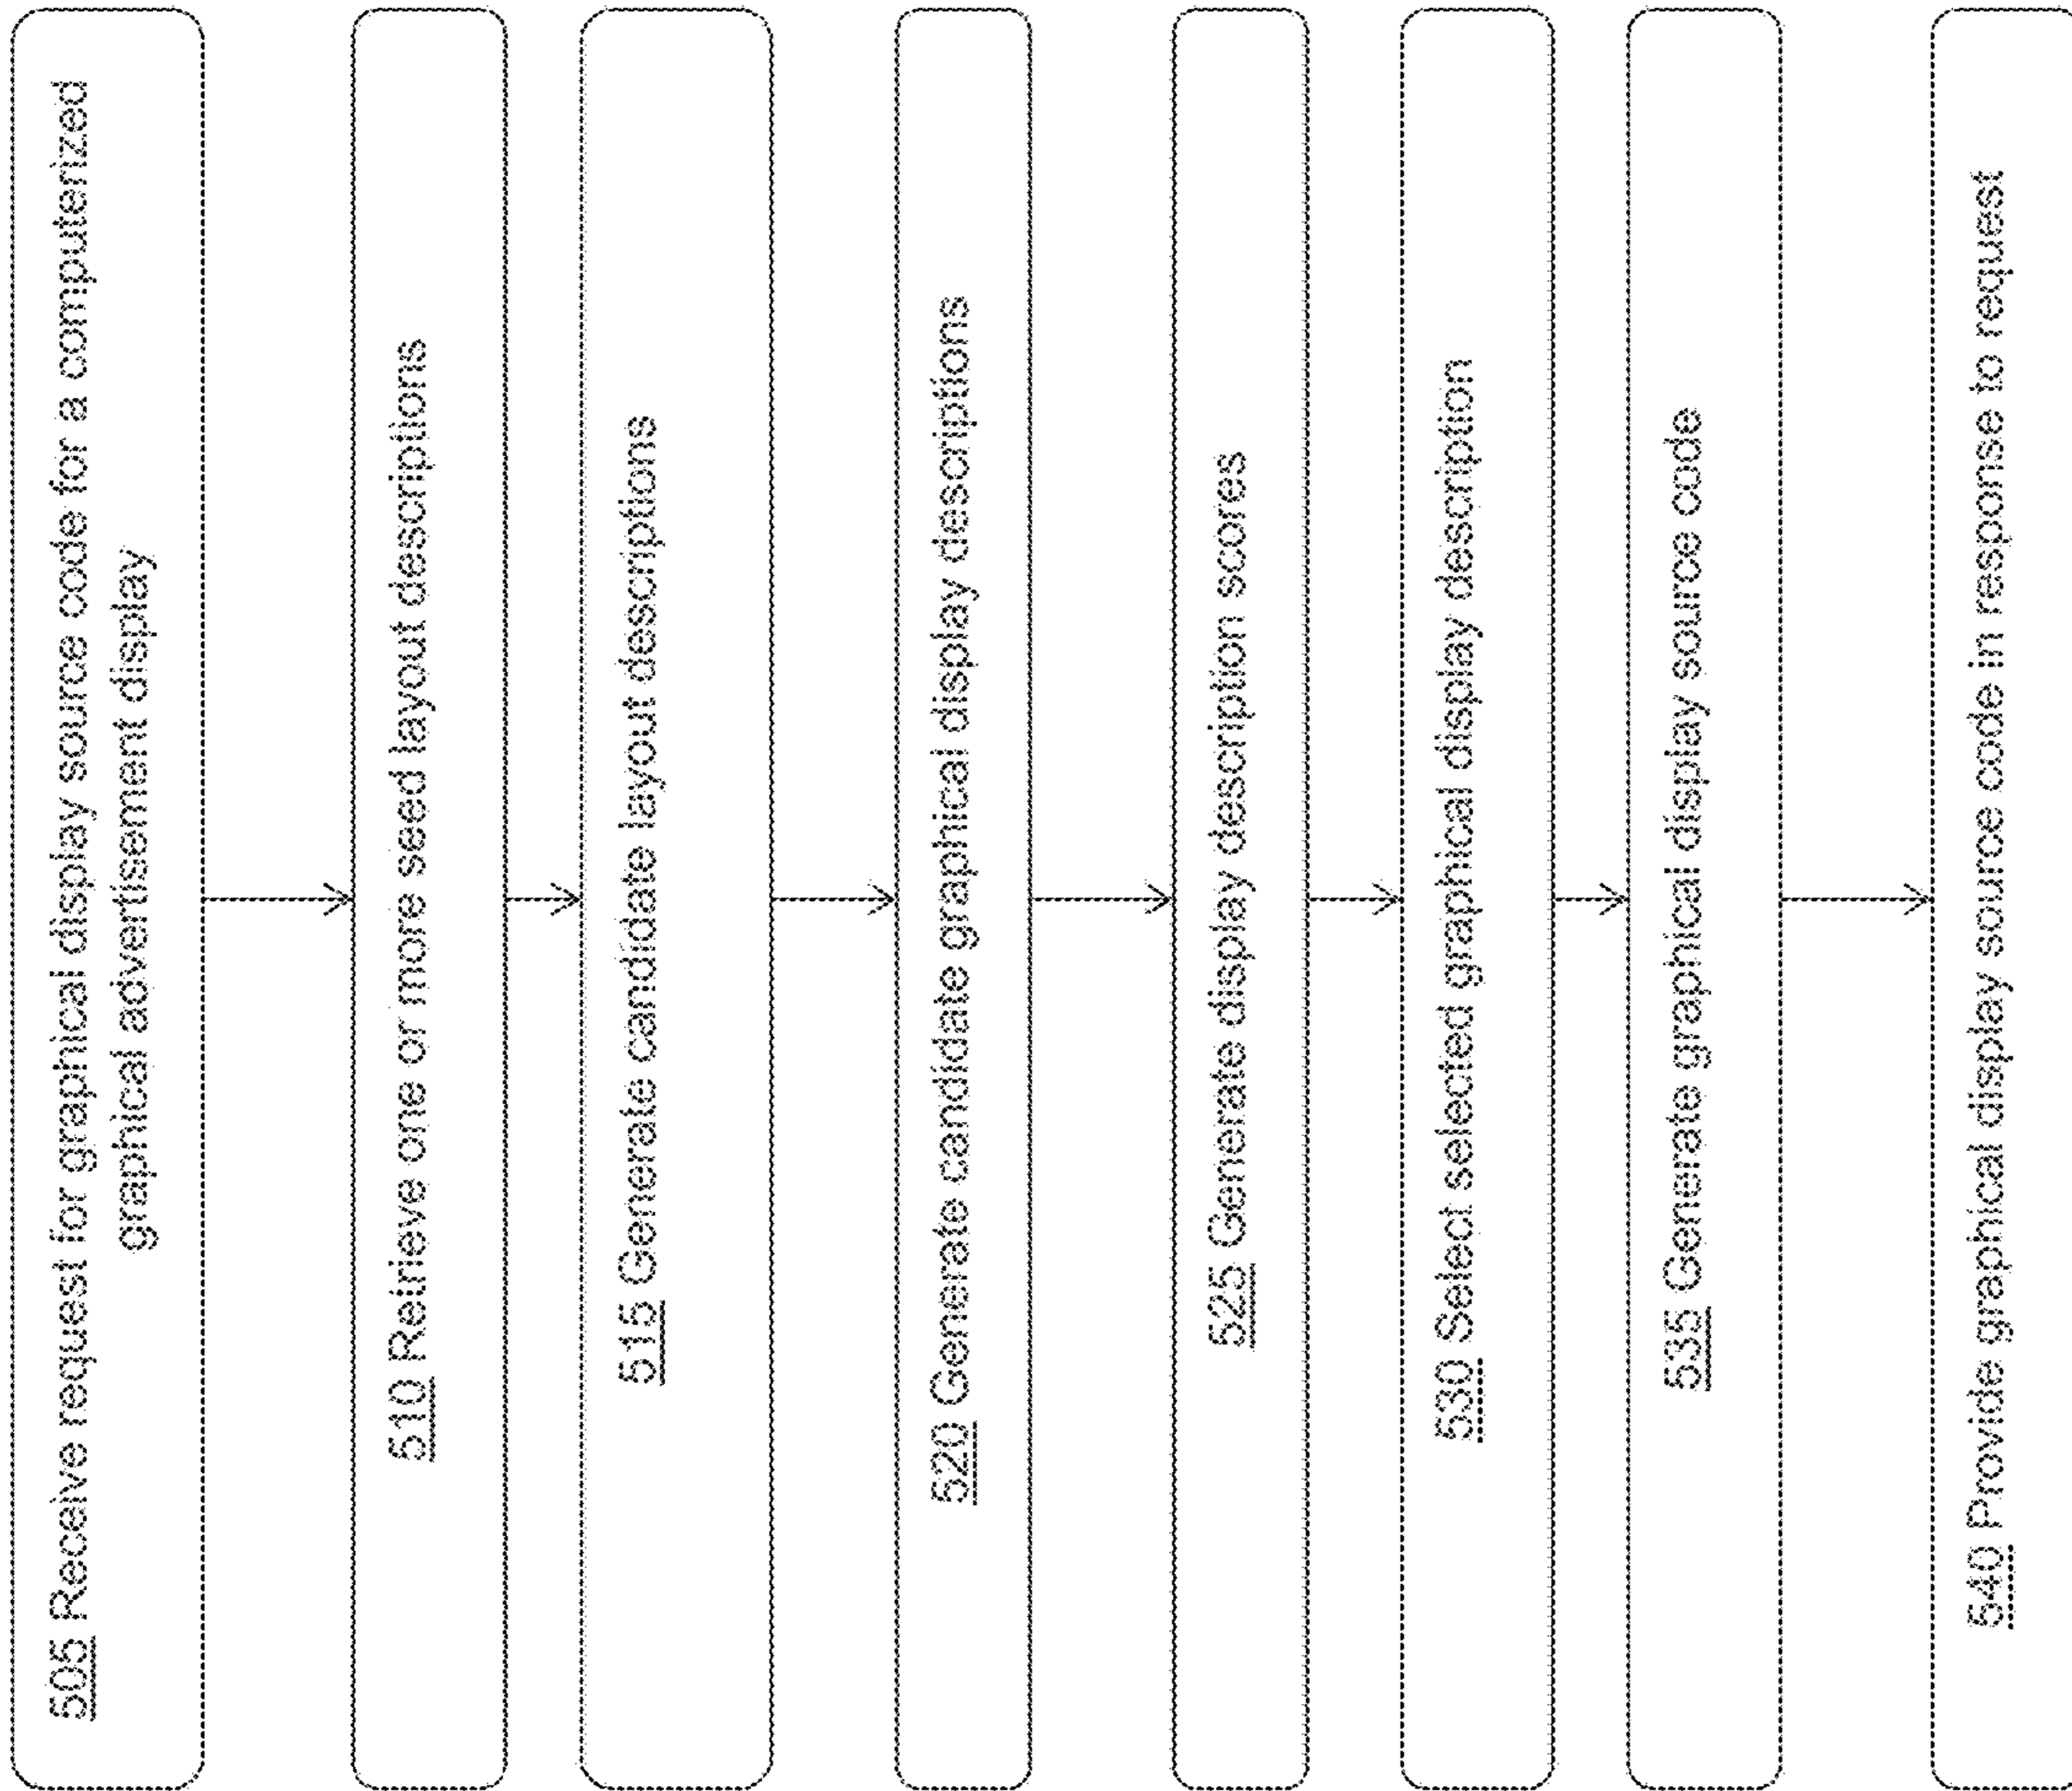 505 Receive request for graphical display source code for a computerized
graphical advertisement display
510 Retrieve one or more seed layout descriptions
515 Generate candidate layout descriptions
520 Generate candidate graphical display descriptions
525 Generate display description scores
530 Select selected graphical display description
535 Generate graphical display source code
540 Provide graphical display source code in response to request